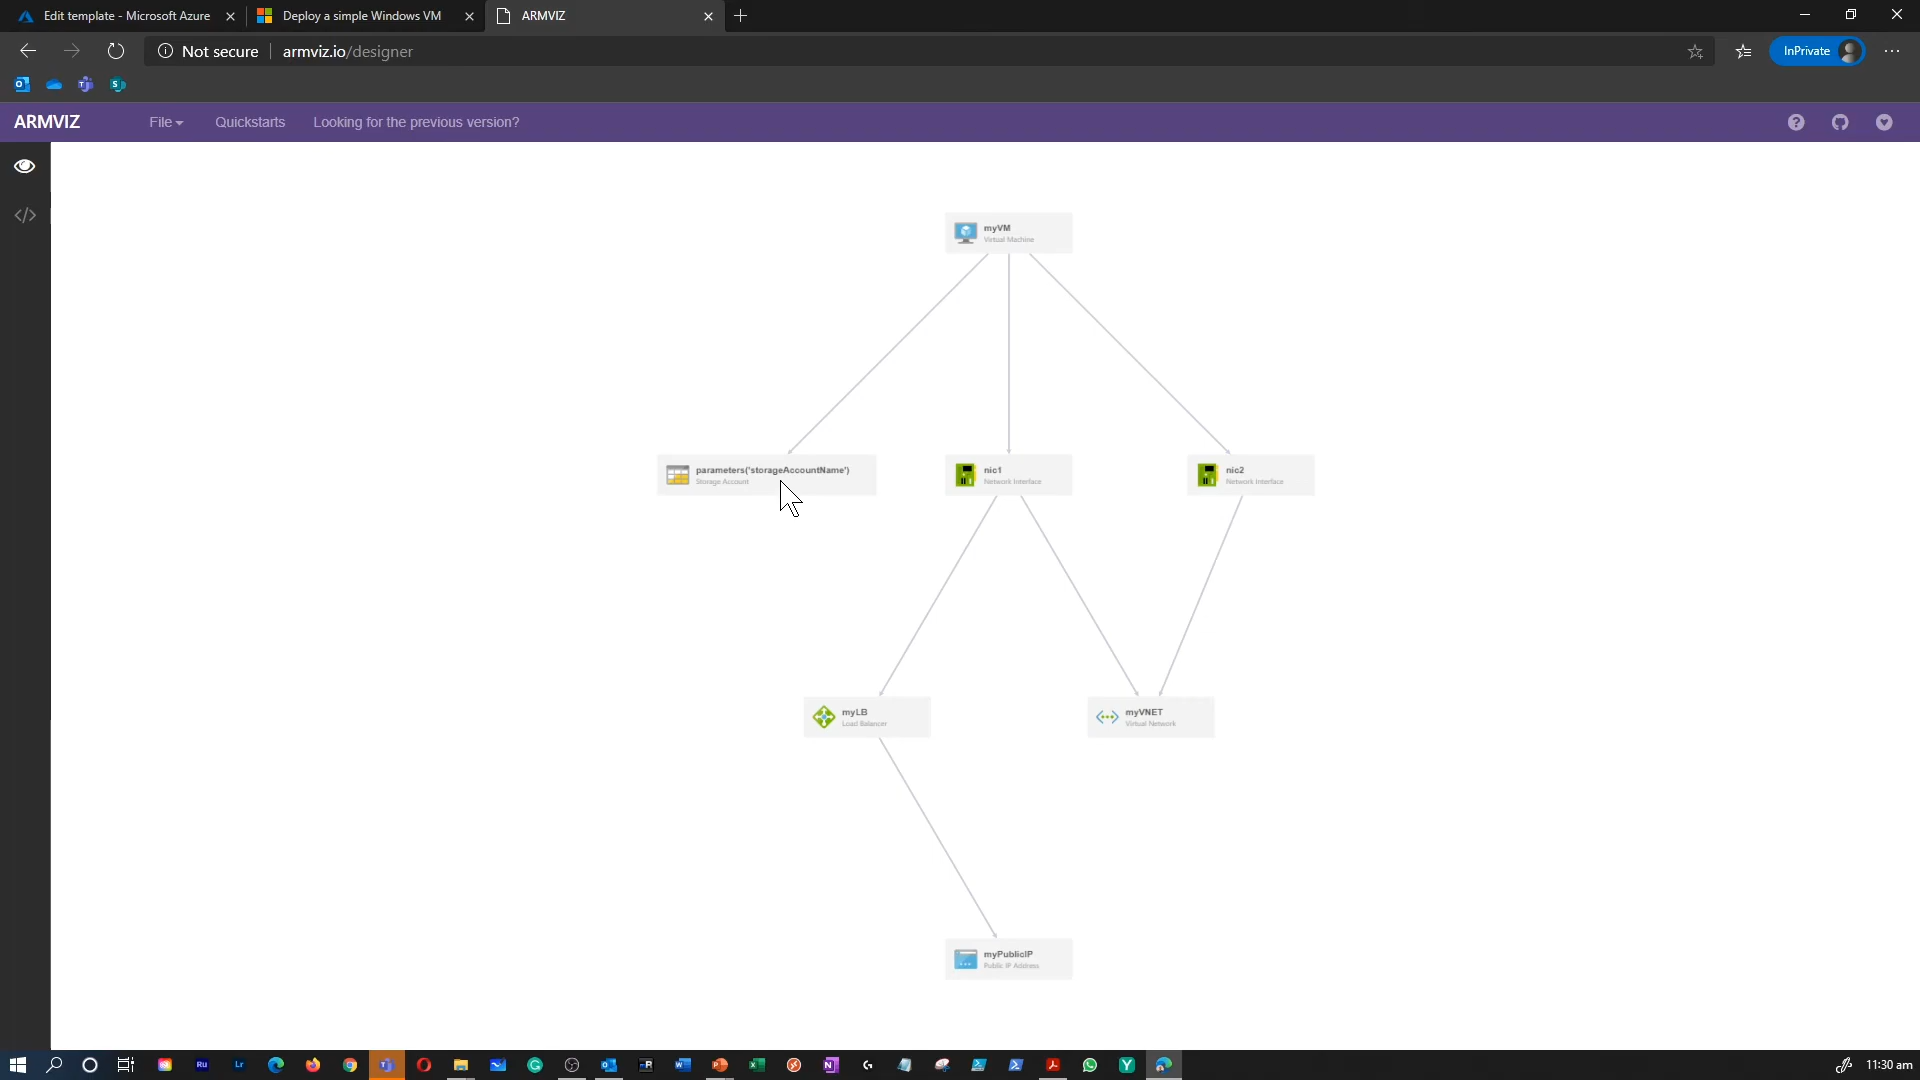 Edit template - Microsoft Azure
Deploy a simple Windows VM
ARMVIZ
Not secure
armviz.io/designer
InPrivate
ARMVIZ
File
Quickstarts
Looking for the previous version?
myVM
Virtual Machine
parameters('storageAccountName')
Storage Account
nic1
Network Interface
nic2
Network Interface
myLB
Load Balancer
myVNET
Virtual Network
myPublicIP
Public IP Address
Ru
Lr
11:30 am